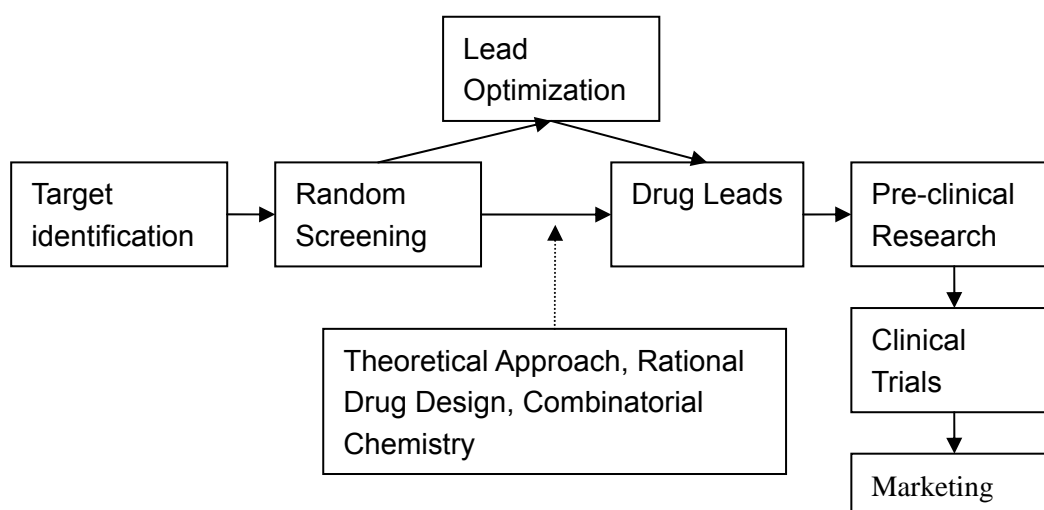 Lead
Optimization
Target
identification
Random
Screening
Drug Leads
Pre-clinical
Research
Theoretical Approach, Rational
Drug Design, Combinatorial
Chemistry
Clinical
Trials
Marketing